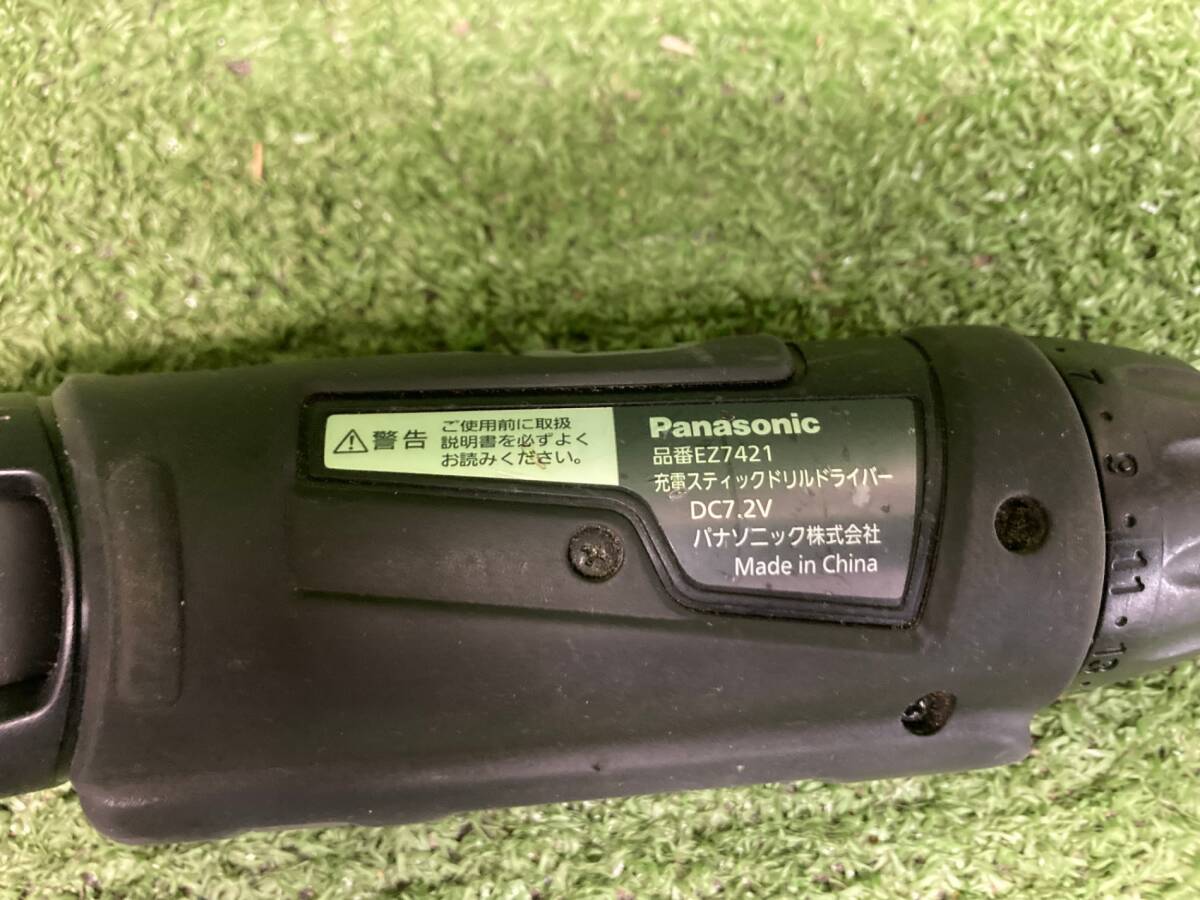 警告
ご使用前に取扱
説明書を必ずよく
お読みください。
Panasonic
品番EZ7421
充電スティックドリルドライバー
DC7.2V
パナソニック株式会社
Made in China
7
9
11